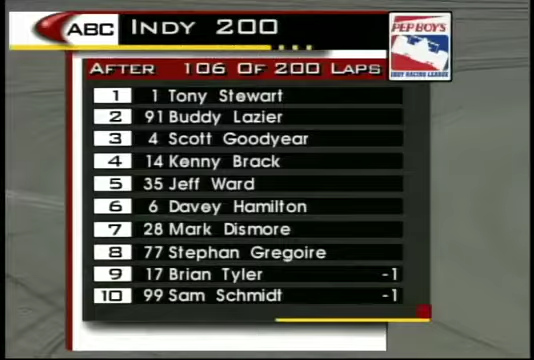 ABC INDY 200
PEP BOYS
INDY RACING LEAGUE
AFTER 106 OF 200 LAPS
1 1 Tony Stewart
2 91 Buddy Lazier
3 4 Scott Goodyear
4 14 Kenny Brack
5 35 Jeff Ward
6 6 Davey Hamilton
7 28 Mark Dismore
8 77 Stephan Gregoire
9 17 Brian Tyler -1
10 99 Sam Schmidt -1